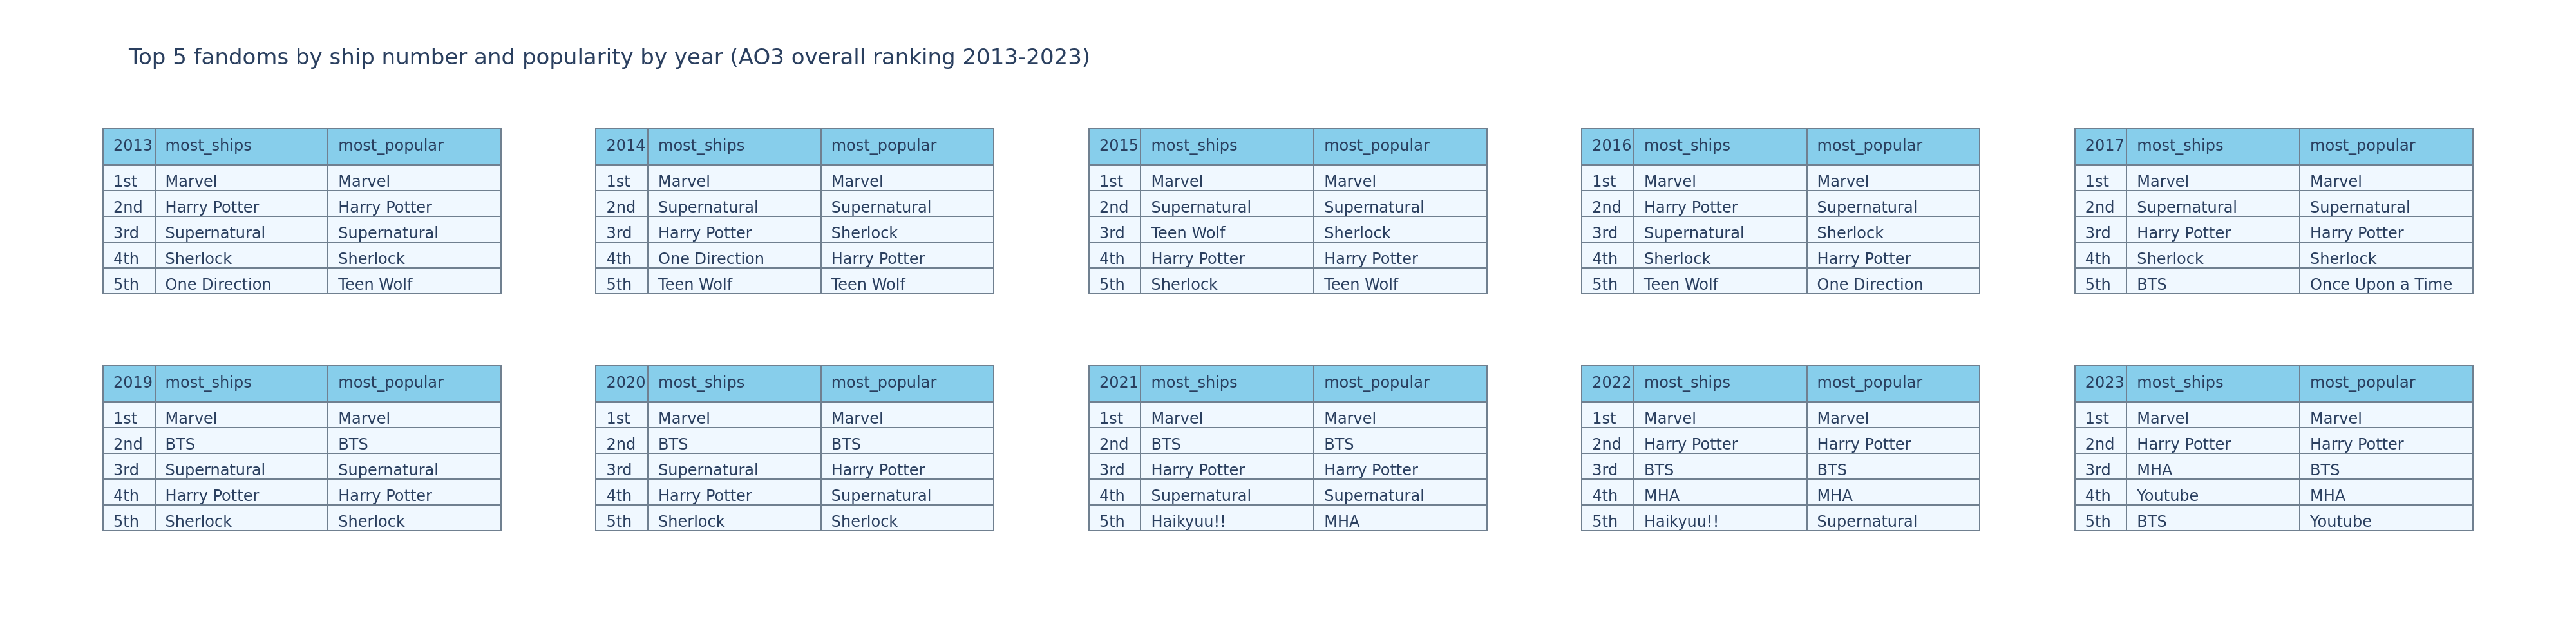 Top 5 fandoms by ship number and popularity by year (AO3 overall ranking 2013-2023)
2013 most_ships most_popular
1st Marvel Marvel
2nd Harry Potter Harry Potter
3rd Supernatural Supernatural
4th Sherlock Sherlock
5th One Direction Teen Wolf
2014 most_ships most_popular
1st Marvel Marvel
2nd Supernatural Supernatural
3rd Harry Potter Sherlock
4th One Direction Harry Potter
5th Teen Wolf Teen Wolf
2015 most_ships most_popular
1st Marvel Marvel
2nd Supernatural Supernatural
3rd Teen Wolf Sherlock
4th Harry Potter Harry Potter
5th Sherlock Teen Wolf
2016 most_ships most_popular
1st Marvel Marvel
2nd Harry Potter Supernatural
3rd Supernatural Sherlock
4th Sherlock Harry Potter
5th Teen Wolf One Direction
2017 most_ships most_popular
1st Marvel Marvel
2nd Supernatural Supernatural
3rd Harry Potter Harry Potter
4th Sherlock Sherlock
5th BTS Once Upon a Time
2019 most_ships most_popular
1st Marvel Marvel
2nd BTS BTS
3rd Supernatural Supernatural
4th Harry Potter Harry Potter
5th Sherlock Sherlock
2020 most_ships most_popular
1st Marvel Marvel
2nd BTS BTS
3rd Supernatural Harry Potter
4th Harry Potter Supernatural
5th Sherlock Sherlock
2021 most_ships most_popular
1st Marvel Marvel
2nd BTS BTS
3rd Harry Potter Harry Potter
4th Supernatural Supernatural
5th Haikyuu!! MHA
2022 most_ships most_popular
1st Marvel Marvel
2nd Harry Potter Harry Potter
3rd BTS BTS
4th MHA MHA
5th Haikyuu!! Supernatural
2023 most_ships most_popular
1st Marvel Marvel
2nd Harry Potter Harry Potter
3rd MHA BTS
4th Youtube MHA
5th BTS Youtube